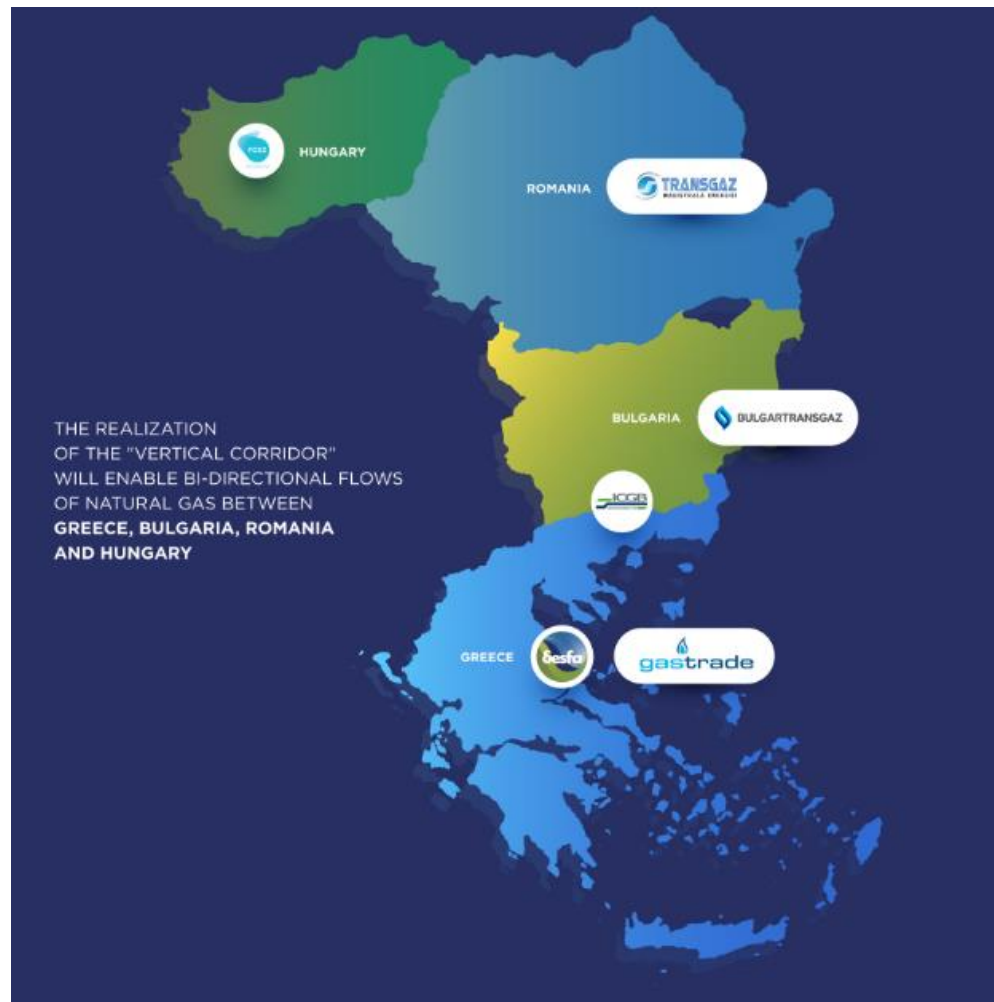 HUNGARY
ROMANIA
TRANSGAZ
BULGARIA
BULGARTRANSGAZ
THE REALIZATION
OF THE "VERTICAL CORRIDOR"
WILL ENABLE BI-DIRECTIONAL FLOWS
OF NATURAL GAS BETWEEN
GREECE, BULGARIA, ROMANIA
AND HUNGARY
ICGB
GREECE
desfa
gastrade